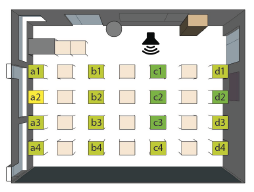 a1 b1 c1 d1
a2 b2 c2 d2
a3 b3 c3 d3
a4 b4 c4 d4